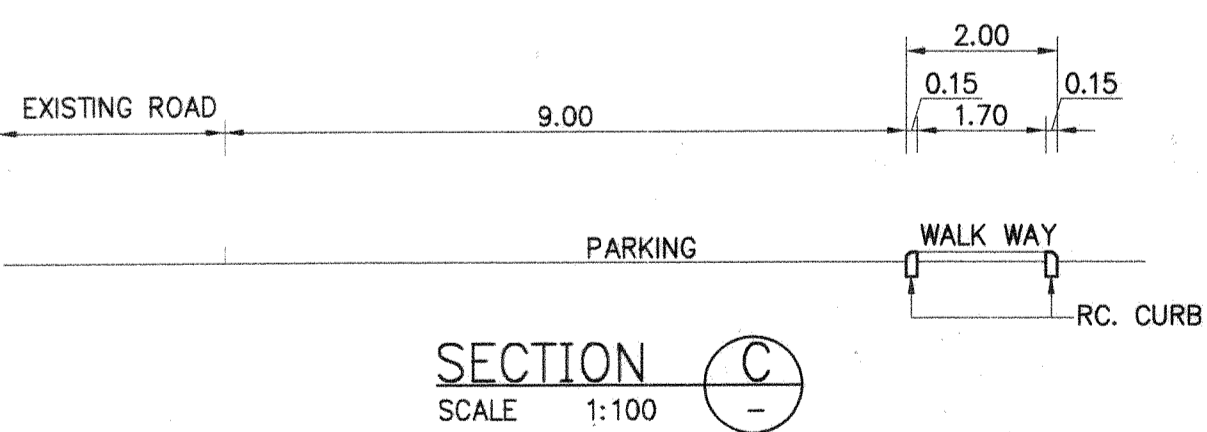 2.00
0.15
0.15
EXISTING ROAD
9.00
1.70
PARKING
WALK WAY
RC. CURB
SECTION C
SCALE 1:100
-